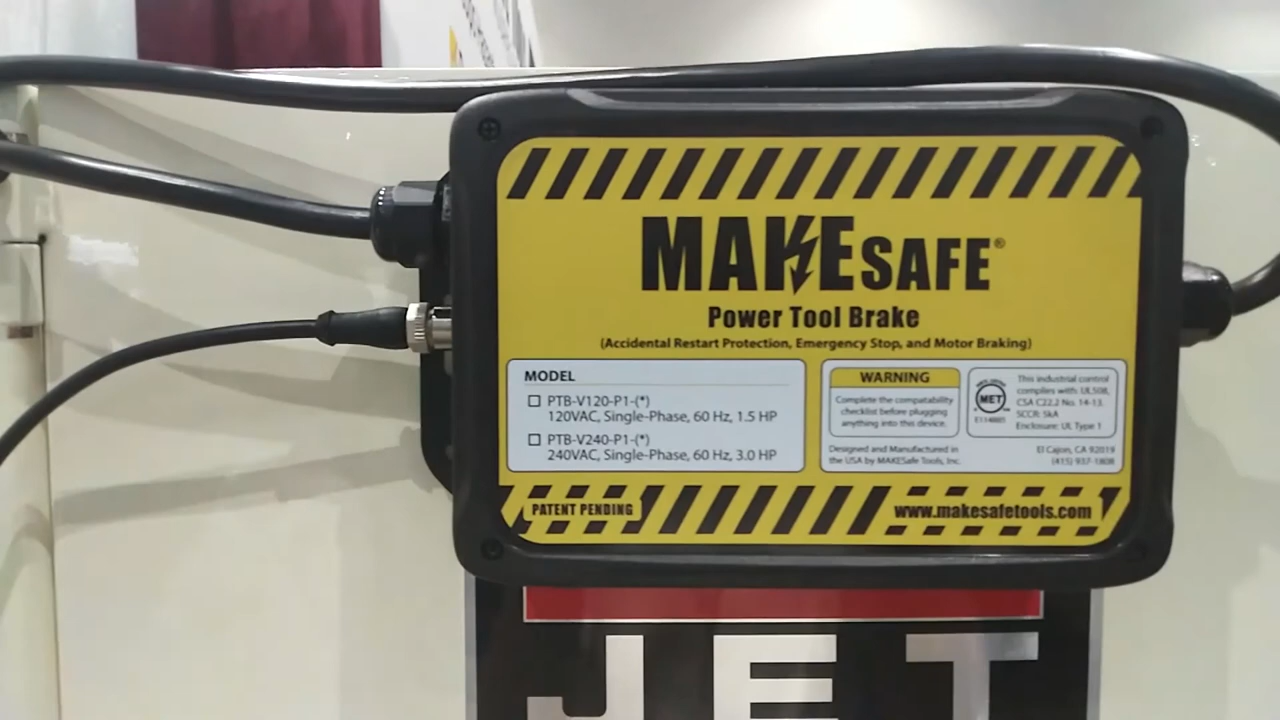 MAKESAFE®
Power Tool Brake
(Accidental Restart Protection, Emergency Stop, and Motor Braking)
MODEL
PTB-V120-P1-(*)
120VAC, Single-Phase, 60 Hz, 1.5 HP
PTB-V240-P1-(*)
240VAC, Single-Phase, 60 Hz, 3.0 HP
WARNING
Complete the compatability
checklist before plugging
anything into this device.
MET
E114865
This industrial control
complies with: UL508,
CSA C22.2 No. 14-13.
SCCR: 5kA
Enclosure: UL Type 1
Designed and Manufactured in
the USA by MAKESafe Tools, Inc.
El Cajon, CA 92019
(415) 937-1808
PATENT PENDING
www.makesafetools.com
JET